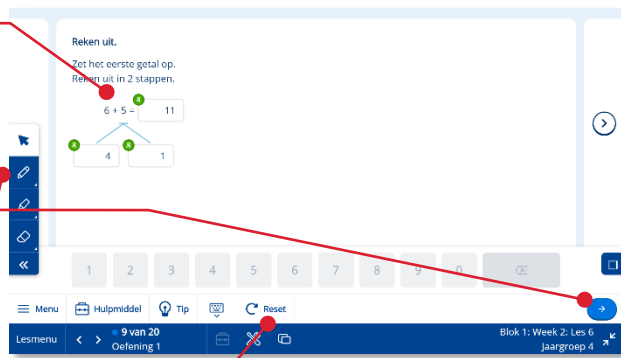 Reken uit.
Zet het eerste getal op.
Reken uit in 2 stappen.
6 + 5 = 11
4 1
1 2 3 4 5 6 7 8 9 0
Menu Hulpmiddel Tip Reset
Lesmenu 9 van 20 Blok 1: Week 2: Les 6
Oefening 1 Jaargroep 4